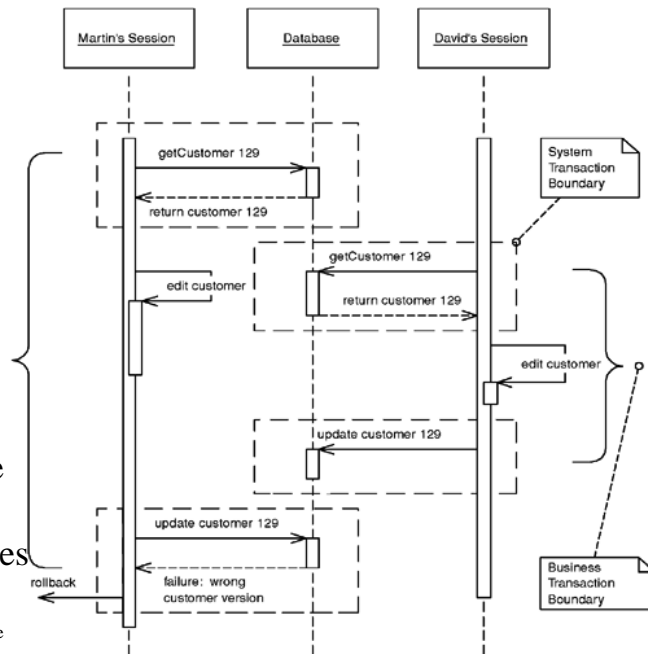 Martin's Session
Database
David's Session
getCustomer 129
return customer 129
System
Transaction
Boundary
getCustomer 129
edit customer
return customer 129
edit customer
update customer 129
e
update customer 129
es
rollback
failure: wrong
customer version
Business
Transaction
Boundary
e